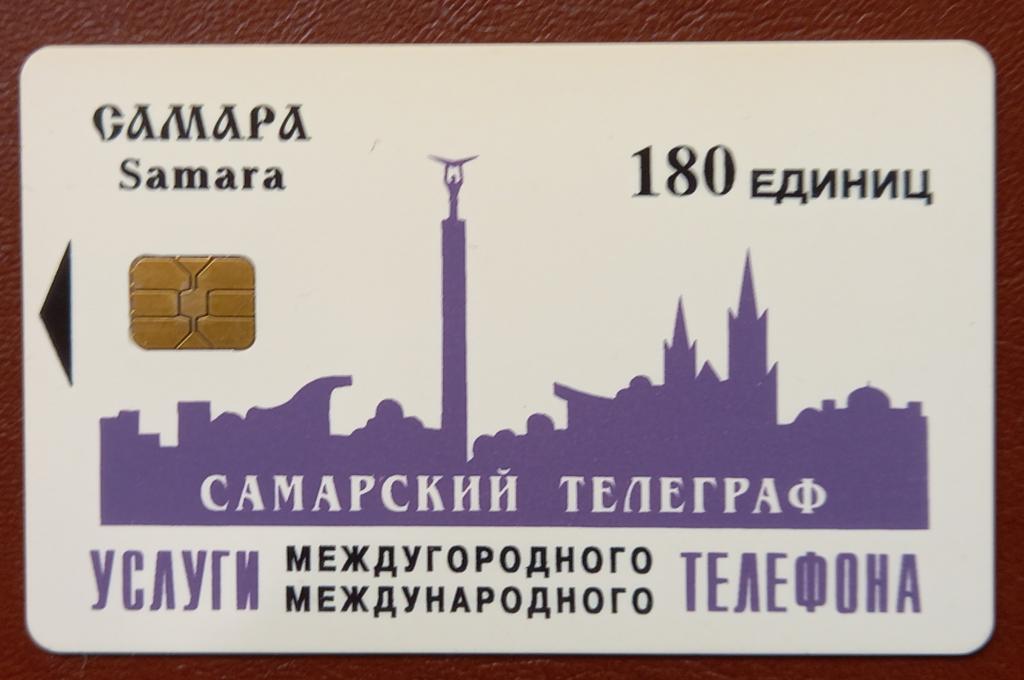 САМАРА
Samara
180 ЕДИНИЦ
САМАРСКИЙ ТЕЛЕГРАФ
УСЛУГИ МЕЖДУГОРОДНОГО МЕЖДУНАРОДНОГО ТЕЛЕФОНА